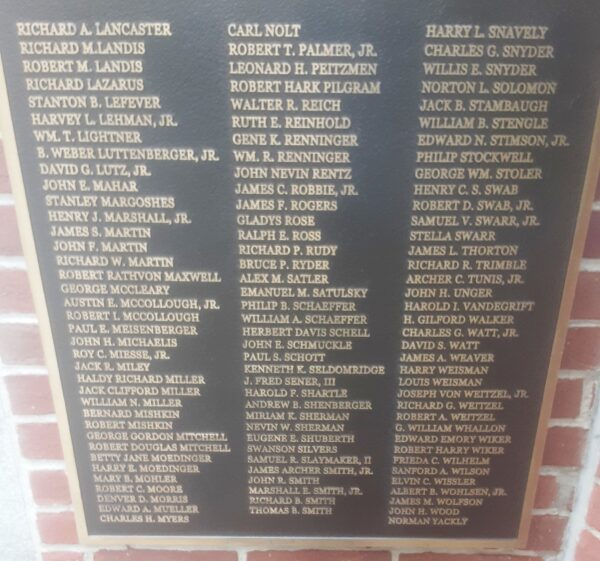 RICHARD A. LANCASTER
RICHARD M. LANDIS
ROBERT M. LANDIS
RICHARD LAZARUS
STANTON B. LEFEVER
HARVEY L. LEHMAN, JR.
WM. T. LIGHTNER
B. WEBER LUTTENBERGER, JR.
DAVID G. LUTZ, JR.
JOHN E. MAHAR
STANLEY MARGOSHES
HENRY J. MARSHALL, JR.
JAMES S. MARTIN
JOHN F. MARTIN
RICHARD W. MARTIN
ROBERT RATHVON MAXWELL
GEORGE MCCLEARY
AUSTIN E. MCCOLLOUGH, JR.
ROBERT I. MCCOLLOUGH
PAUL E. MEISENBERGER
JOHN H. MICHAELIS
ROY C. MIESSE, JR.
JACK R. MILEY
HALDY RICHARD MILLER
JACK CLIFFORD MILLER
WILLIAM N. MILLER
BERNARD MISHKIN
ROBERT MISHKIN
GEORGE GORDON MITCHELL
ROBERT DOUGLAS MITCHELL
BETTY JANE MOEDINGER
HARRY E. MOEDINGER
MARY B. MOHLER
ROBERT C. MOORE
DENVER D. MORRIS
EDWARD A. MUELLER
CHARLES H. MYERS
CARL NOLT
ROBERT T. PALMER, JR.
LEONARD H. PEITZMEN
ROBERT HARK PILGRAM
WALTER R. REICH
RUTH E. REINHOLD
GENE K. RENNINGER
WM. R. RENNINGER
JOHN NEVIN RENTZ
JAMES C. ROBBIE, JR.
JAMES F. ROGERS
GLADYS ROSE
RALPH E. ROSS
RICHARD P. RUDY
BRUCE P. RYDER
ALEX M. SATLER
EMANUEL M. SATULSKY
PHILIP B. SCHAEFFER
WILLIAM A. SCHAEFFER
HERBERT DAVIS SCHELL
JOHN E. SCHMUCKLE
PAUL S. SCHOTT
KENNETH K. SELDOMRIDGE
J. FRED SENER, III
HAROLD F. SHARTLE
ANDREW B. SHENBERGER
MIRIAM K. SHERMAN
NEVIN W. SHERMAN
EUGENE E. SHUBERTH
SWANSON SILVERS
SAMUEL R. SLAYMAKER, II
JAMES ARCHER SMITH, JR.
JOHN R. SMITH
MARSHALL E. SMITH, JR.
RICHARD B. SMITH
THOMAS B. SMITH
HARRY L. SNAVELY
CHARLES G. SNYDER
WILLIS E. SNYDER
NORTON L. SOLOMON
JACK B. STAMBAUGH
WILLIAM B. STENGLE
EDWARD N. STIMSON, JR.
PHILIP STOCKWELL
GEORGE WM. STOLER
HENRY C. S. SWAB
ROBERT D. SWAB, JR.
SAMUEL V. SWARR, JR.
STELLA SWARR
JAMES L. THORTON
RICHARD R. TRIMBLE
ARCHER C. TUNIS, JR.
JOHN H. UNGER
HAROLD I. VANDEGRIFT
H. GILFORD WALKER
CHARLES G. WATT, JR.
DAVID S. WATT
JAMES A. WEAVER
HARRY WEISMAN
LOUIS WEISMAN
JOSEPH VON WEITZEL, JR.
RICHARD G. WEITZEL
ROBERT A. WEITZEL
G. WILLIAM WHALLON
EDWARD EMORY WIKER
ROBERT HARRY WIKER
FRIEDA C. WILHELM
SANFORD A. WILSON
ELVIN C. WISSLER
ALBERT B. WOHLSEN, JR.
JAMES M. WOLFSON
JOHN H. WOOD
NORMAN YACKLY